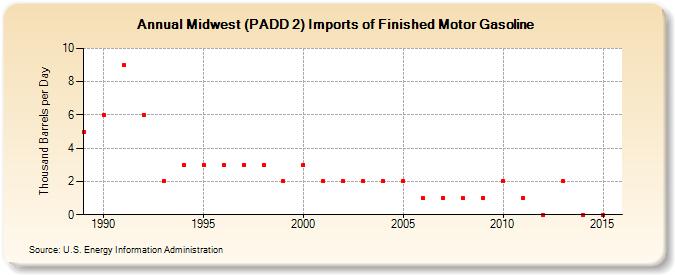 Annual Midwest (PADD 2) Imports of Finished Motor Gasoline
Thousand Barrels per Day
10
8
6
4
2
0
1990 1995 2000 2005 2010 2015
Source: U.S. Energy Information Administration